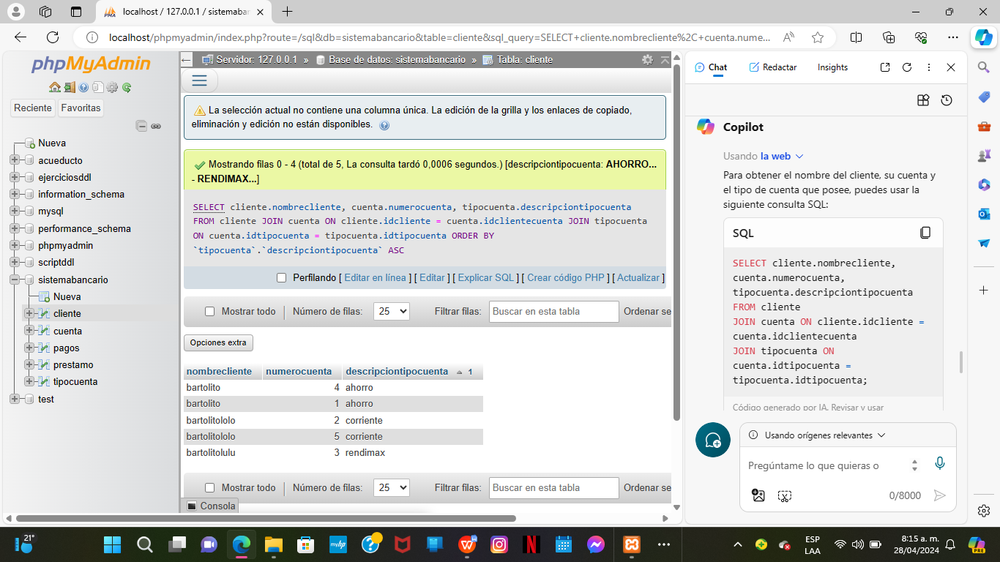 localhost / 127.0.0.1 / sistemaban
localhost/phpmyadmin/index.php?route=/sql&db=sistemabancario&table=cliente&sql_query=SELECT+cliente.nombrecliente%2C+cuenta.nume...
phpMyAdmin
Reciente
Favoritas
Nueva
acueducto
ejerciciosddl
information_schema
mysql
performance_schema
phpmyadmin
scriptddl
sistemabancario
Nueva
cliente
cuenta
pagos
prestamo
tipocuenta
test
Servidor: 127.0.0.1 » Base de datos: sistemabancario » Tabla: cliente
La selección actual no contiene una columna única. La edición de la grilla y los enlaces de copiado,
eliminación y edición no están disponibles.
Mostrando filas 0 - 4 (total de 5, La consulta tardó 0,0006 segundos.) [descripciontipocuenta: AHORRO...
- RENDIMAX...]
SELECT cliente.nombrecliente, cuenta.numerocuenta, tipocuenta.descripciontipocuenta
FROM cliente JOIN cuenta ON cliente.idcliente = cuenta.idclientecuenta JOIN tipocuenta
ON cuenta.idtipocuenta = tipocuenta.idtipocuenta ORDER BY
`tipocuenta`.`descripciontipocuenta` ASC
Perfilando [ Editar en línea ] [ Editar ] [ Explicar SQL ] [ Crear código PHP ] [ Actualizar ]
Mostrar todo
Número de filas:
25
Filtrar filas:
Buscar en esta tabla
Ordenar se
Opciones extra
nombrecliente numerocuenta descripciontipocuenta 1
bartolito 4 ahorro
bartolito 1 ahorro
bartolitololo 2 corriente
bartolitololo 5 corriente
bartolitulu 3 rendimax
Mostrar todo
Número de filas:
25
Filtrar filas:
Buscar en esta tabla
Ordenar se
Consola
Chat
Redactar
Insights
Copilot
Usando la web
Para obtener el nombre del cliente, su cuenta y
el tipo de cuenta que posee, puedes usar la
siguiente consulta SQL:
SQL
SELECT cliente.nombrecliente,
cuenta.numerocuenta,
tipocuenta.descripciontipocuenta
FROM cliente
JOIN cuenta ON cliente.idcliente =
cuenta.idclientecuenta
JOIN tipocuenta ON
cuenta.idtipocuenta =
tipocuenta.idtipocuenta;
Código generado por IA. Revisar y usar
Usando orígenes relevantes
Pregúntame lo que quieras o
0/8000
21°
myhp
ESP
LAA
8:15 a. m.
28/04/2024
PRE